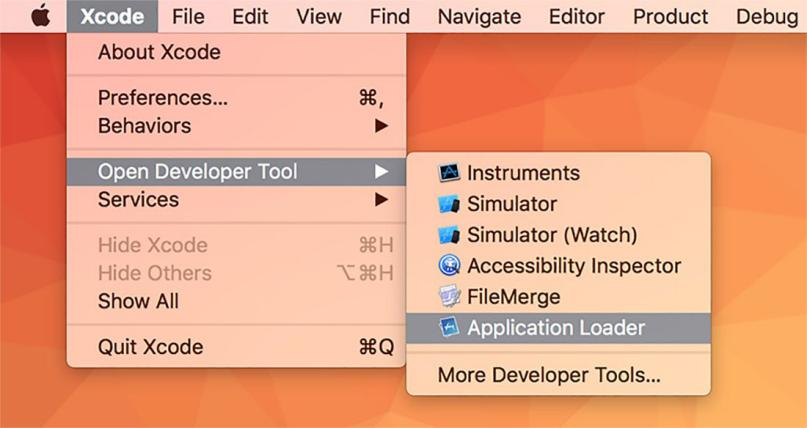 Xcode File Edit View Find Navigate Editor Product Debug
About Xcode
Preferences... ⌘,
Behaviors ▶
Open Developer Tool ▶
Services ▶
Hide Xcode ⌘H
Hide Others ⌥⌘H
Show All
Quit Xcode ⌘Q
Instruments
Simulator
Simulator (Watch)
Accessibility Inspector
FileMerge
Application Loader
More Developer Tools...